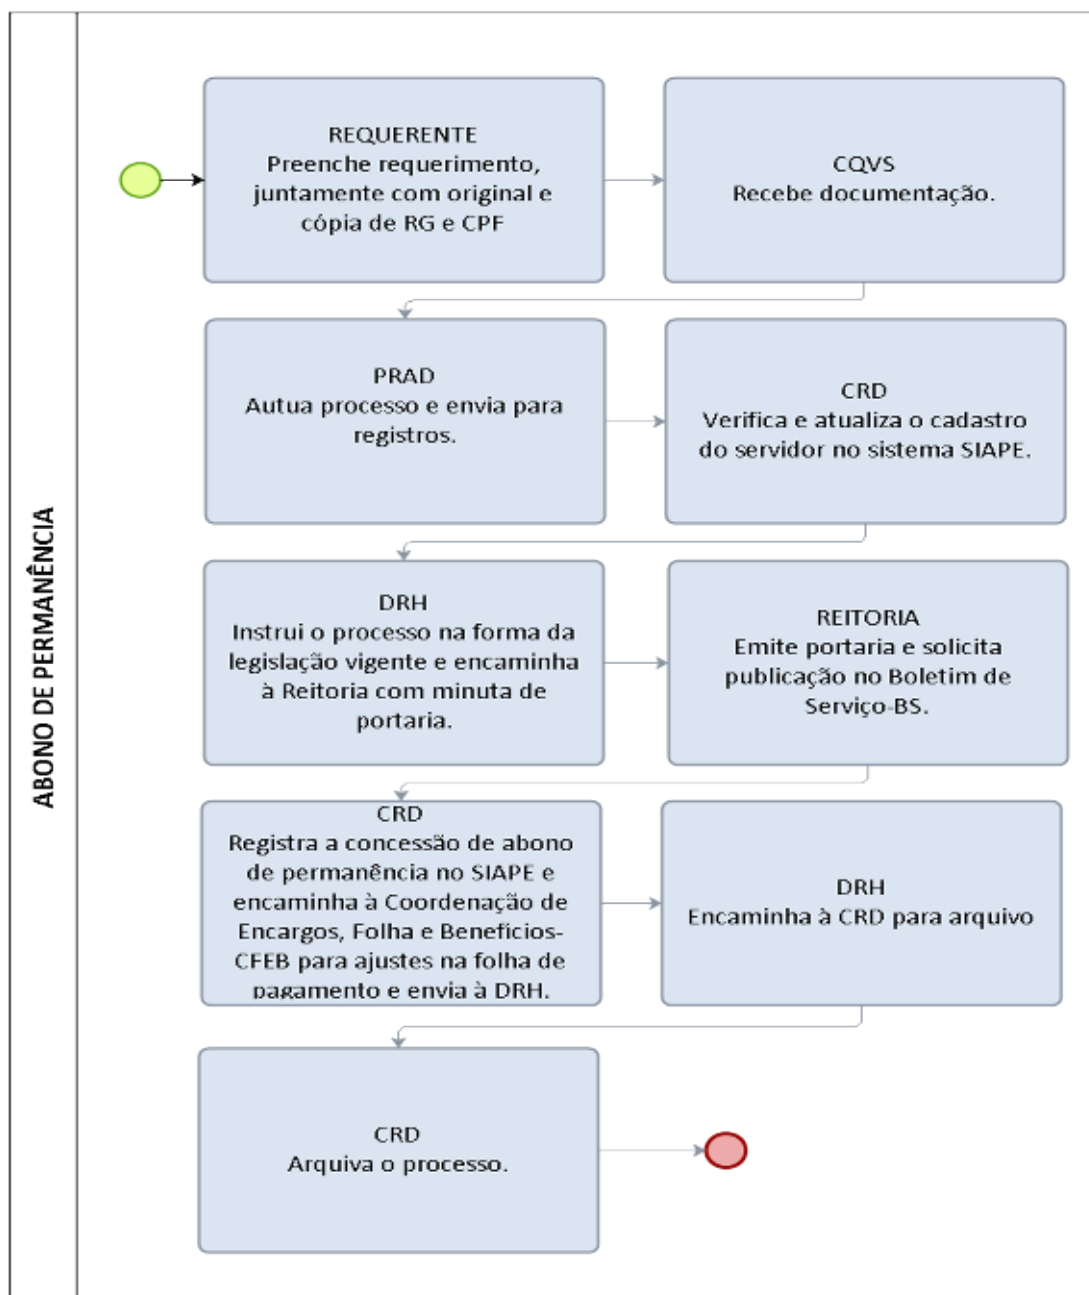 ABONO DE PERMANÊNCIA
REQUERENTE
Preenche requerimento,
juntamente com original e
cópia de RG e CPF
CQVS
Recebe documentação.
PRAD
Autua processo e envia para
registros.
CRD
Verifica e atualiza o cadastro
do servidor no sistema SIAPE.
DRH
Instrui o processo na forma da
legislação vigente e encaminha
à Reitoria com minuta de
portaria.
REITORIA
Emite portaria e solicita
publicação no Boletim de
Serviço-BS.
CRD
Registra a concessão de abono
de permanência no SIAPE e
encaminha à Coordenação de
Encargos, Folha e Beneficios-
CFEB para ajustes na folha de
pagamento e envia à DRH.
DRH
Encaminha à CRD para arquivo
CRD
Arquiva o processo.